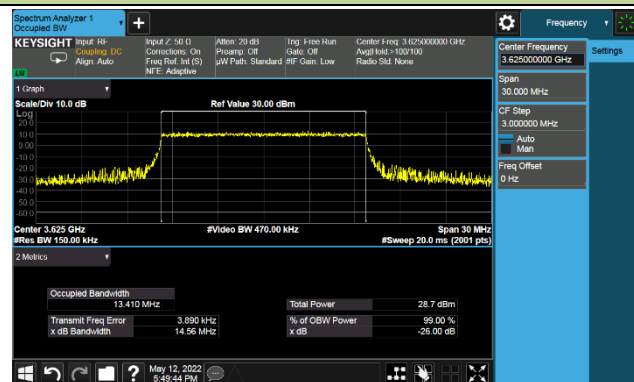 Spectrum Analyzer 1
Occupied BW
Frequency
KEYSIGHT
Input: RF
Coupling: DC
Align: Auto
Input Z: 50 Ω
Corrections: On
Freq Ref: Int (S)
NFE: Adaptive
Atten: 20 dB
Preamp: Off
µW Path: Standard
Trig: Free Run
Gate: Off
#IF Gain: Low
Center Freq: 3.625000000 GHz
Avg|Hold:>100/100
Radio Std: None
Center Frequency
3.625000000 GHz
Settings
Span
30.000 MHz
CF Step
3.000000 MHz
Auto
Man
Freq Offset
0 Hz
1 Graph
Scale/Div 10.0 dB
Ref Value 30.00 dBm
Log
20.0
10.0
0.00
-10.0
-20.0
-30.0
-40.0
-50.0
-60.0
Center 3.625 GHz
#Video BW 470.00 kHz
Span 30 MHz
#Res BW 150.00 kHz
#Sweep 20.0 ms (2001 pts)
2 Metrics
Occupied Bandwidth
13.410 MHz
Total Power 28.7 dBm
Transmit Freq Error 3.890 kHz
% of OBW Power 99.00 %
x dB Bandwidth 14.56 MHz
x dB -26.00 dB
May 12, 2022
5:49:44 PM